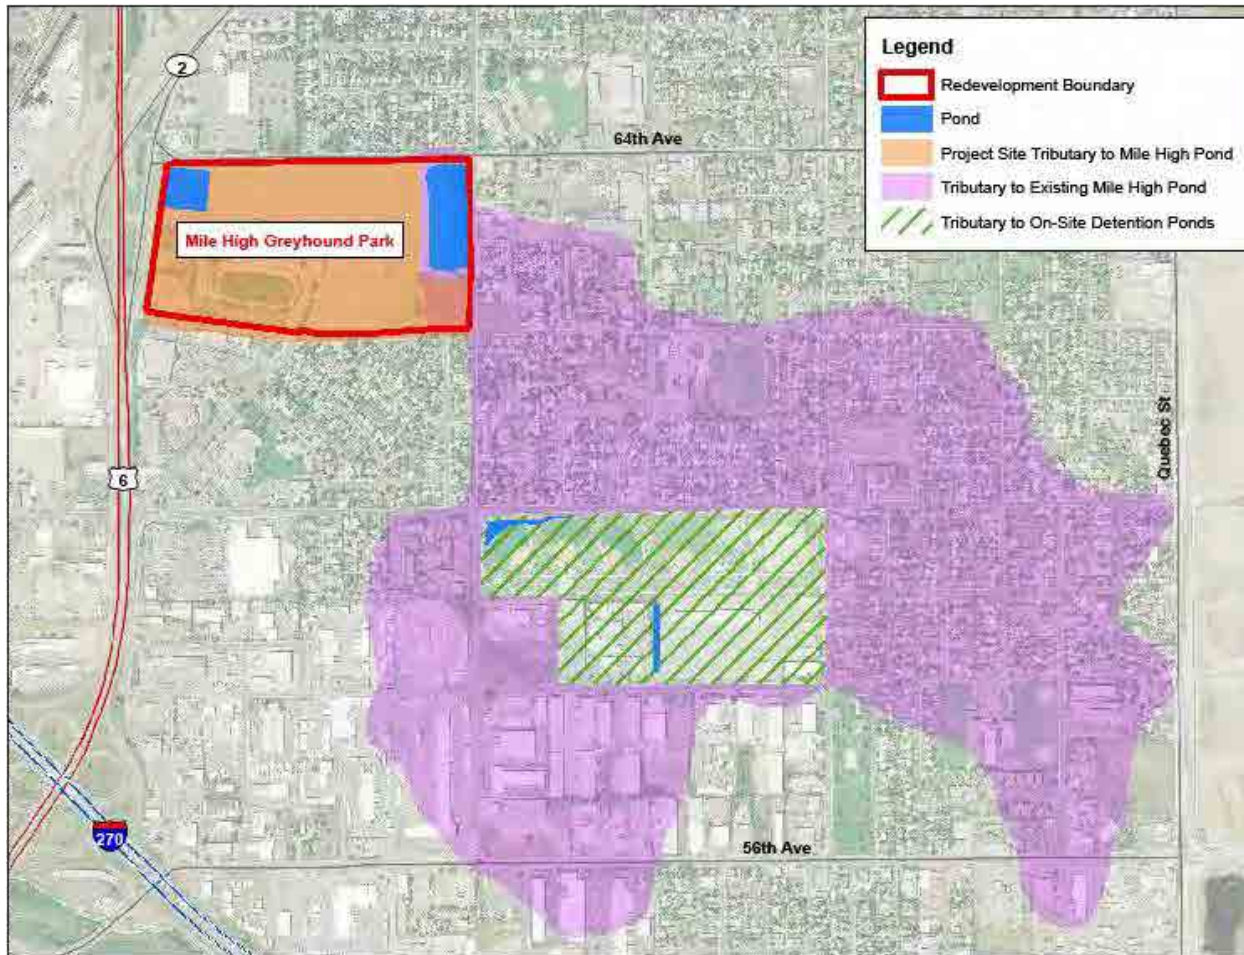 Legend
Redevelopment Boundary
Pond
Project Site Tributary to Mile High Pond
Tributary to Existing Mile High Pond
Tributary to On-Site Detention Ponds
2
64th Ave
Mile High Greyhound Park
Quebec St
6
270
56th Ave